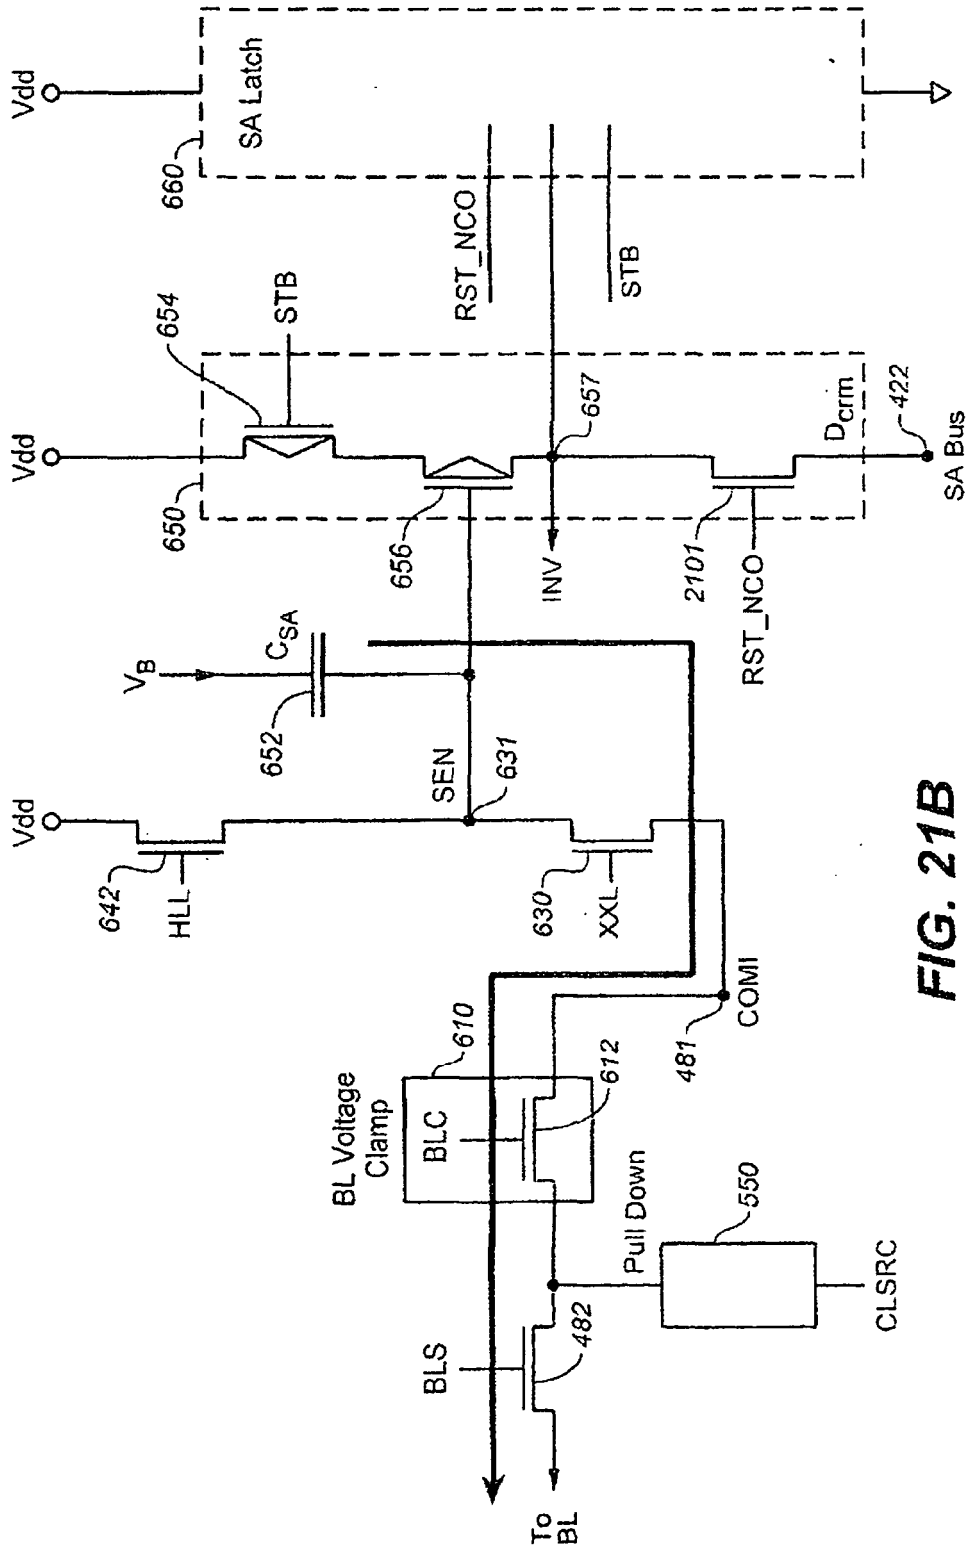 Vdd
Vdd
Vdd
660
SA Latch
RST_NCO
STB
654
STB
650
656
657
INV
2101
RST_NCO
Dcrm
422
SA Bus
VB
CSA
652
SEN
631
642
HLL
630
XXL
481
COMI
BL Voltage
Clamp
610
BLC
612
BLS
482
Pull Down
550
CLSRC
To
BL
FIG. 21B